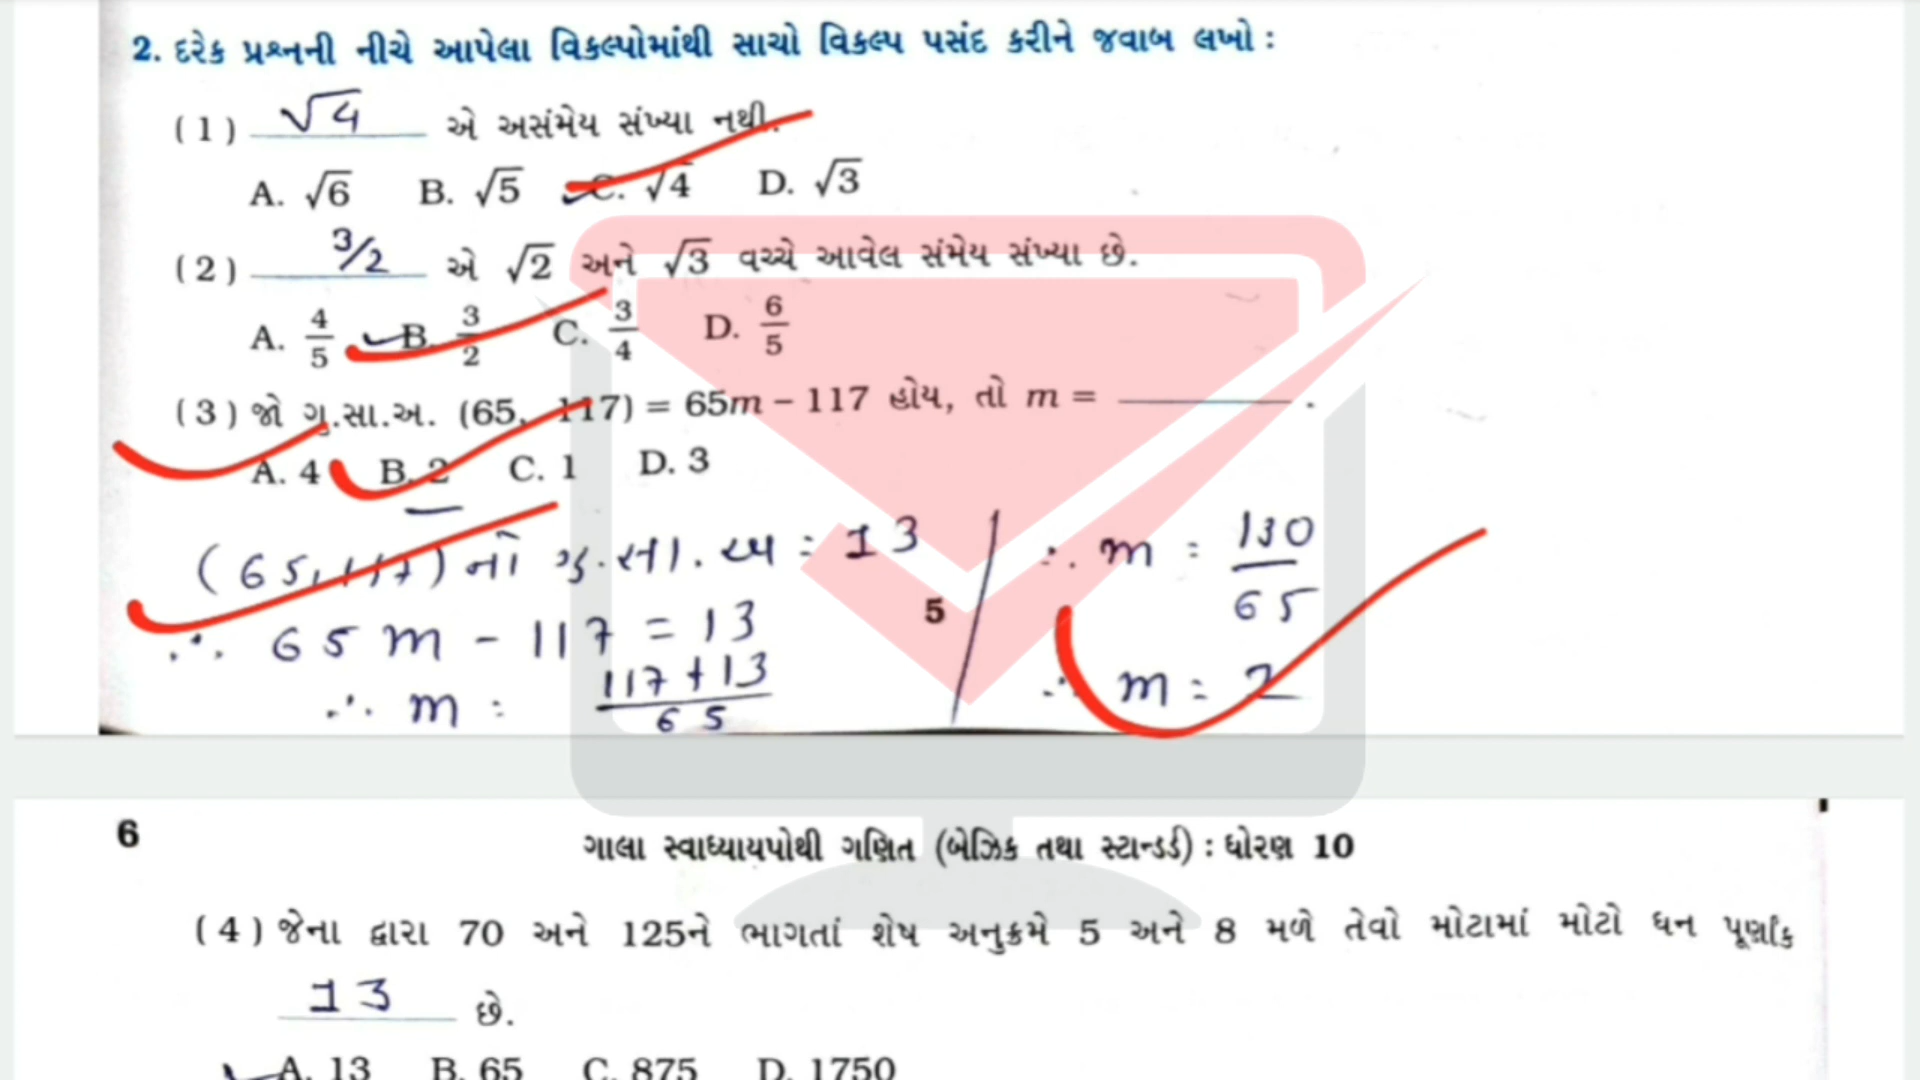 2. દરેક પ્રશ્નની નીચે આપેલા વિકલ્પોમાંથી સાચો વિકલ્પ પસંદ કરીને જવાબ લખો :
(1) √4 એ અસંમેય સંખ્યા નથી.
A. √6 B. √5 C. √4 D. √3
(2) 3/2 એ √2 અને √3 વચ્ચે આવેલ સંમેય સંખ્યા છે.
A. 4/5 B. 3/2 C. 3/4 D. 6/5
(3) જો ગુ.સા.અ. (65, 117) = 65m – 117 હોય, તો m = ________ .
A. 4 B. 2 C. 1 D. 3
(65, 117) નો ગુ.સા.અ = 13
∴ 65m - 117 = 13
∴ m = 117 + 13 / 65
∴ m = 130 / 65
∴ m = 2
5
6
ગાલા સ્વાધ્યાયપોથી ગણિત (બેઝિક તથા સ્ટાન્ડર્ડ) : ધોરણ 10
(4) જેના દ્વારા 70 અને 125ને ભાગતાં શેષ અનુક્રમે 5 અને 8 મળે તેવો મોટામાં મોટો ધન પૂર્ણાંક
13 છે.
A. 13 B. 65 C. 875 D. 1750